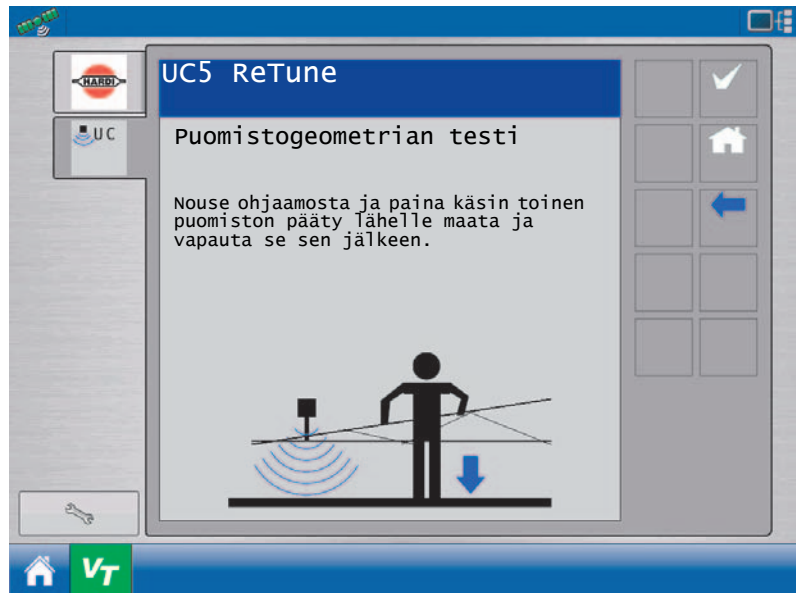 HARDI
UC
UC5 ReTune
Puomistogeometrian testi
Nouse ohjaamosta ja paina käsin toinen
puomiston pääty lähelle maata ja
vapauta se sen jälkeen.
VT